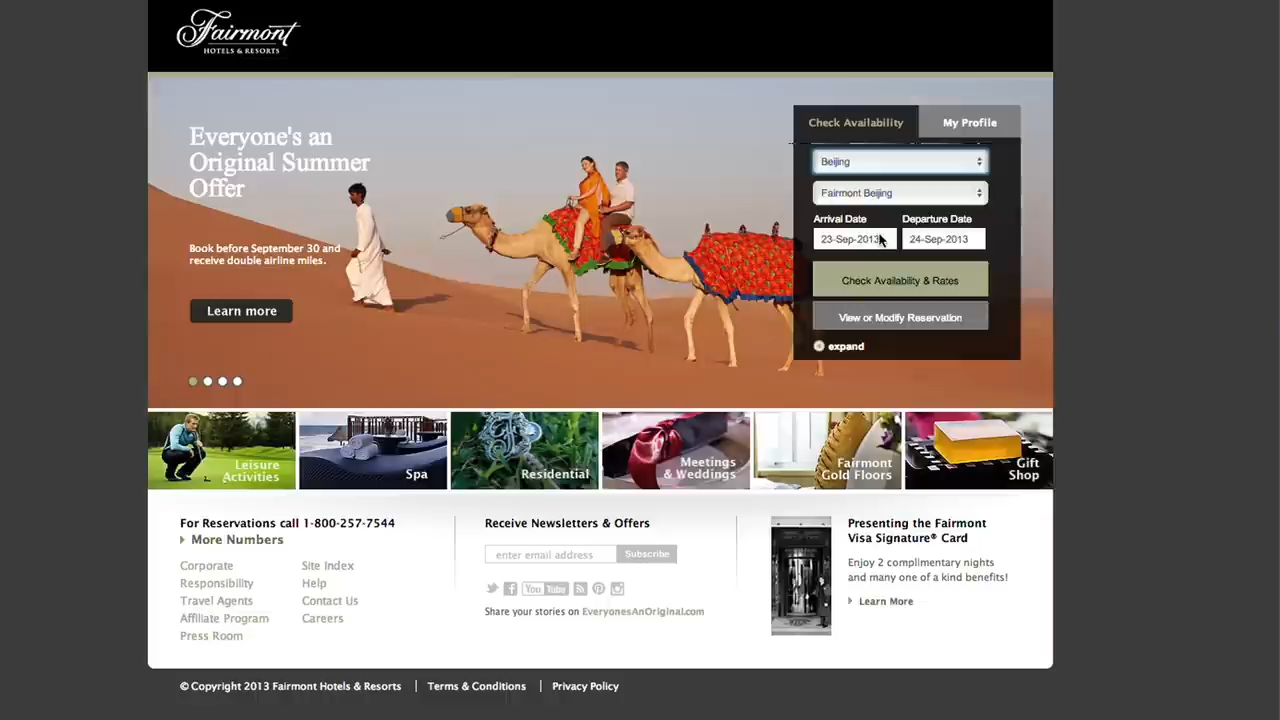 Fairmont
HOTELS & RESORTS
Everyone's an
Original Summer
Offer
Book before September 30 and
receive double airline miles.
Learn more
Check Availability
My Profile
Beijing
Fairmont Beijing
Arrival Date
Departure Date
23-Sep-2013
24-Sep-2013
Check Availability & Rates
View or Modify Reservation
expand
Leisure
Activities
Spa
Residential
Meetings
& Weddings
Fairmont
Gold Floors
Gift
Shop
For Reservations call 1-800-257-7544
More Numbers
Corporate
Responsibility
Travel Agents
Affiliate Program
Press Room
Site Index
Help
Contact Us
Careers
Receive Newsletters & Offers
enter email address
Subscribe
You Tube
Share your stories on EveryonesAnOriginal.com
Presenting the Fairmont
Visa Signature® Card
Enjoy 2 complimentary nights
and many one of a kind benefits!
Learn More
© Copyright 2013 Fairmont Hotels & Resorts
Terms & Conditions
Privacy Policy